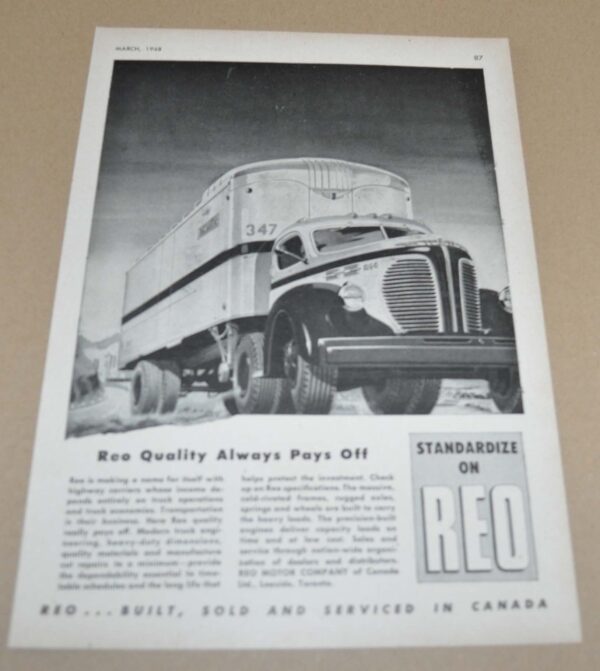 MARCH, 1948
87
347
REO
Reo Quality Always Pays Off
Reo is making a name for itself with
highway carriers whose income de-
pends entirely on truck operations
and truck economies. Transportation
is their business. Here Reo quality
really pays off. Modern truck engi-
neering, heavy-duty dimensions,
quality materials and manufacture
cut repairs to a minimum—provide
the dependability essential to time-
table schedules and the long life that
helps protect the investment. Check
up on Reo specifications. The massive,
cold-riveted frames, rugged axles,
springs and wheels are built to carry
the heavy loads. The precision-built
engines deliver capacity loads on
time and at low cost. Sales and
service through nation-wide organi-
zation of dealers and distributors.
REO MOTOR COMPANY of Canada
Ltd., Leaside, Toronto.
STANDARDIZE
ON
REO
REO... BUILT, SOLD AND SERVICED IN CANADA